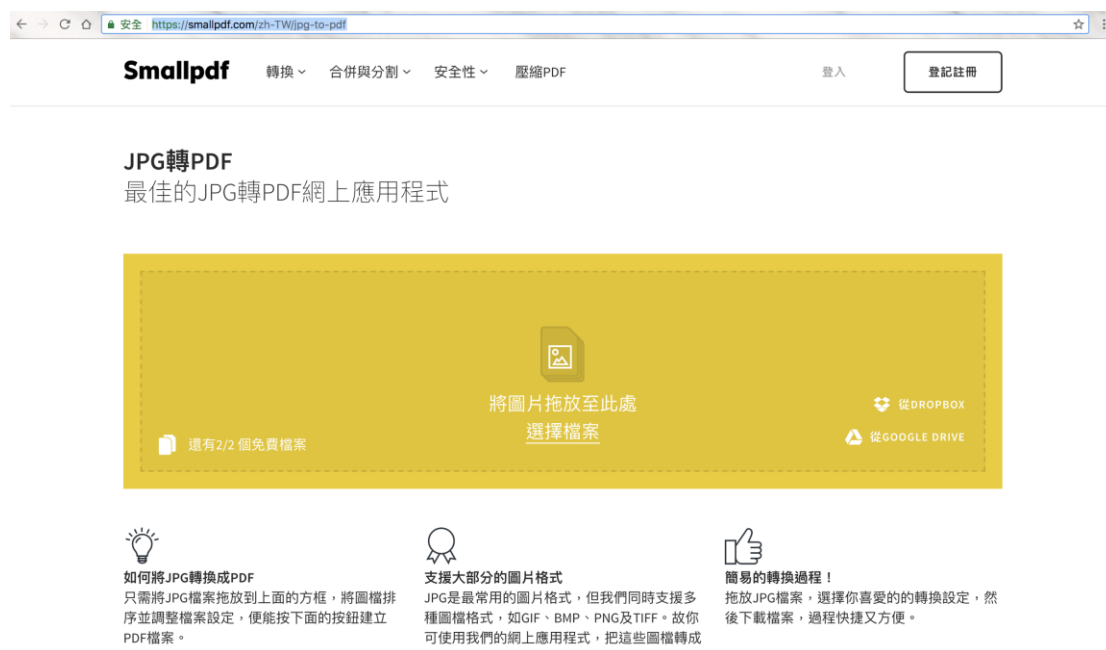 安全 https://smallpdf.com/zh-TW/jpg-to-pdf
Smallpdf 轉換 合併與分割 安全性 壓縮PDF 登入 登記註冊
JPG轉PDF
最佳的JPG轉PDF網上應用程式
將圖片拖放至此處
選擇檔案
從DROPBOX
從GOOGLE DRIVE
還有2/2 個免費檔案
如何將JPG轉換成PDF
只需將JPG檔案拖放到上面的方框，將圖檔排
序並調整檔案設定，便能按下面的按鈕建立
PDF檔案。
支援大部分的圖片格式
JPG是最常用的圖片格式，但我們同時支援多
種圖檔格式，如GIF、BMP、PNG及TIFF。故你
可使用我們的網上應用程式，把這些圖檔轉成
簡易的轉換過程！
拖放JPG檔案，選擇你喜愛的的轉換設定，然
後下載檔案，過程快捷又方便。